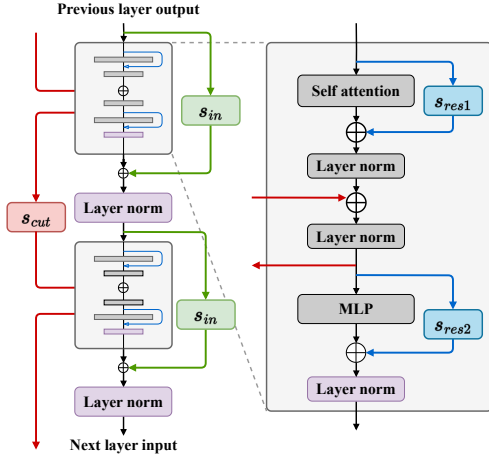 Previous layer output
s_in
Layer norm
s_cut
s_in
Layer norm
Next layer input
Self attention
s_res1
Layer norm
Layer norm
MLP
s_res2
Layer norm